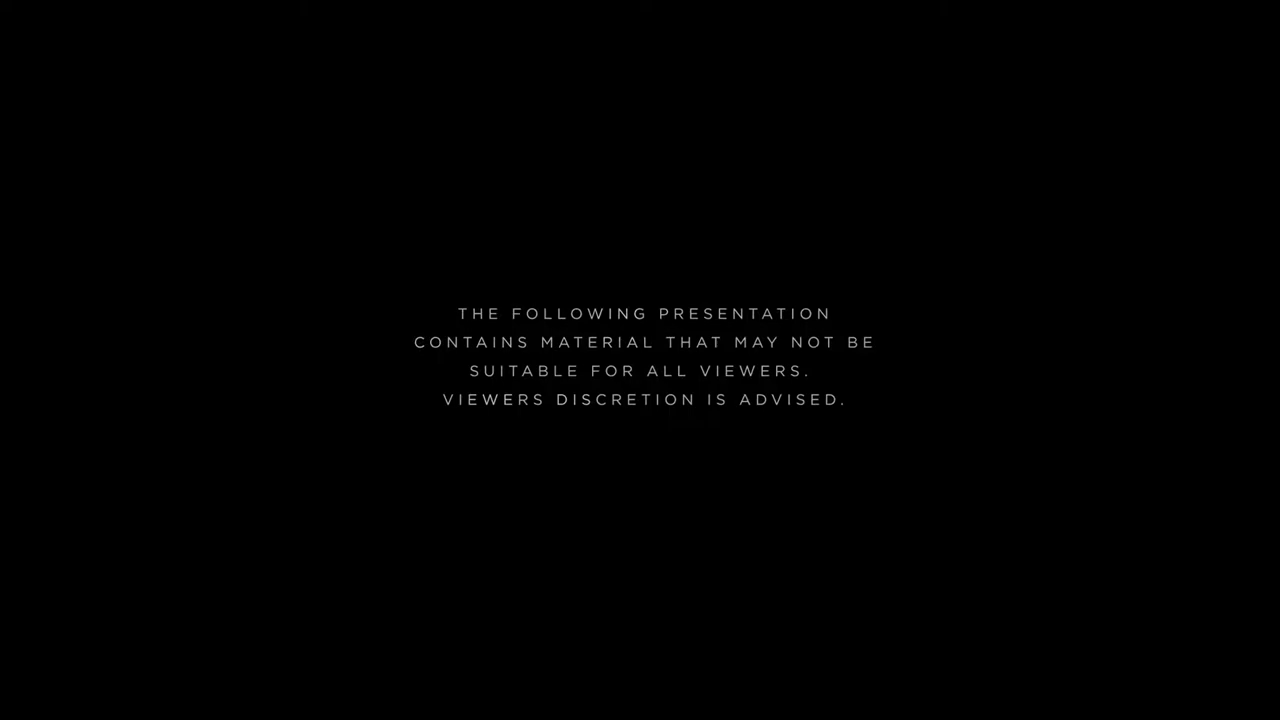 THE FOLLOWING PRESENTATION
CONTAINS MATERIAL THAT MAY NOT BE
SUITABLE FOR ALL VIEWERS.
VIEWERS DISCRETION IS ADVISED.